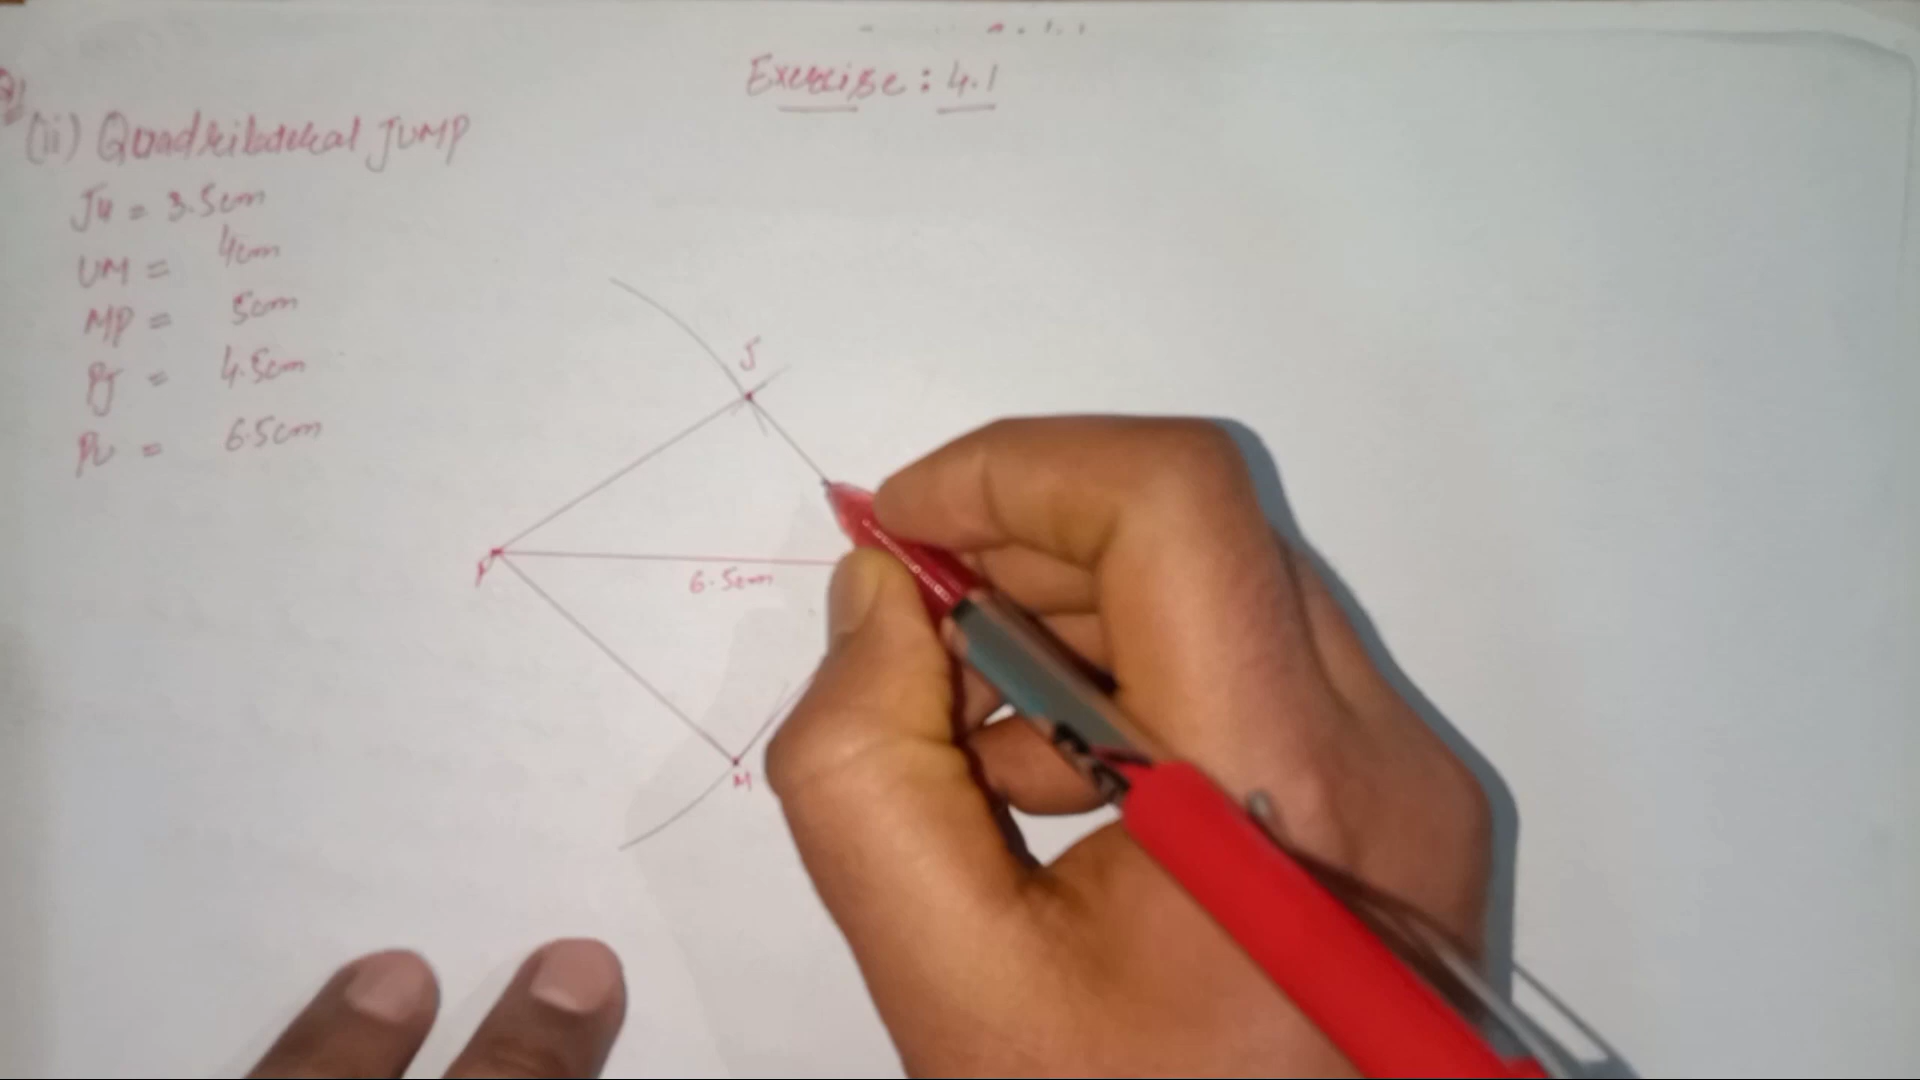 Exercise : 4.1
(ii) Quadrilateral JUMP
JU = 3.5cm
UM = 4cm
MP = 5cm
PJ = 4.5cm
PU = 6.5cm
J
P
6.5cm
M